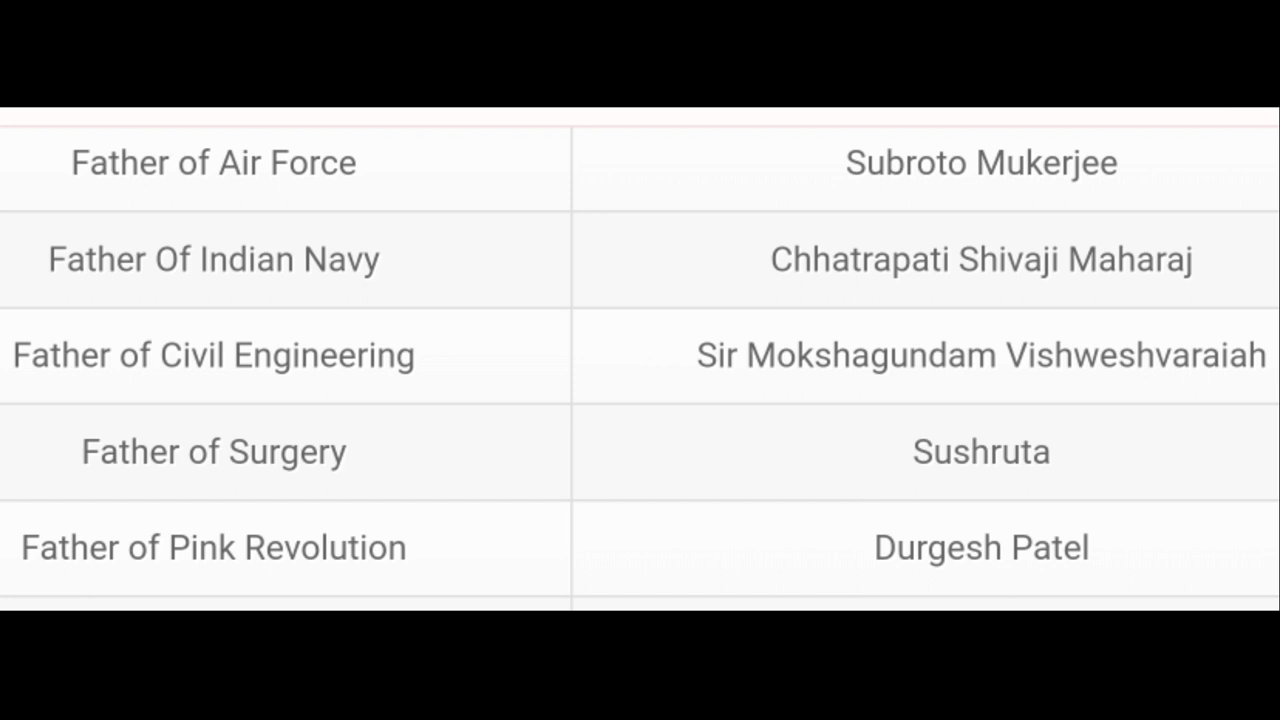 Father of Air Force Subroto Mukerjee
Father Of Indian Navy Chhatrapati Shivaji Maharaj
Father of Civil Engineering Sir Mokshagundam Vishweshvaraiah
Father of Surgery Sushruta
Father of Pink Revolution Durgesh Patel